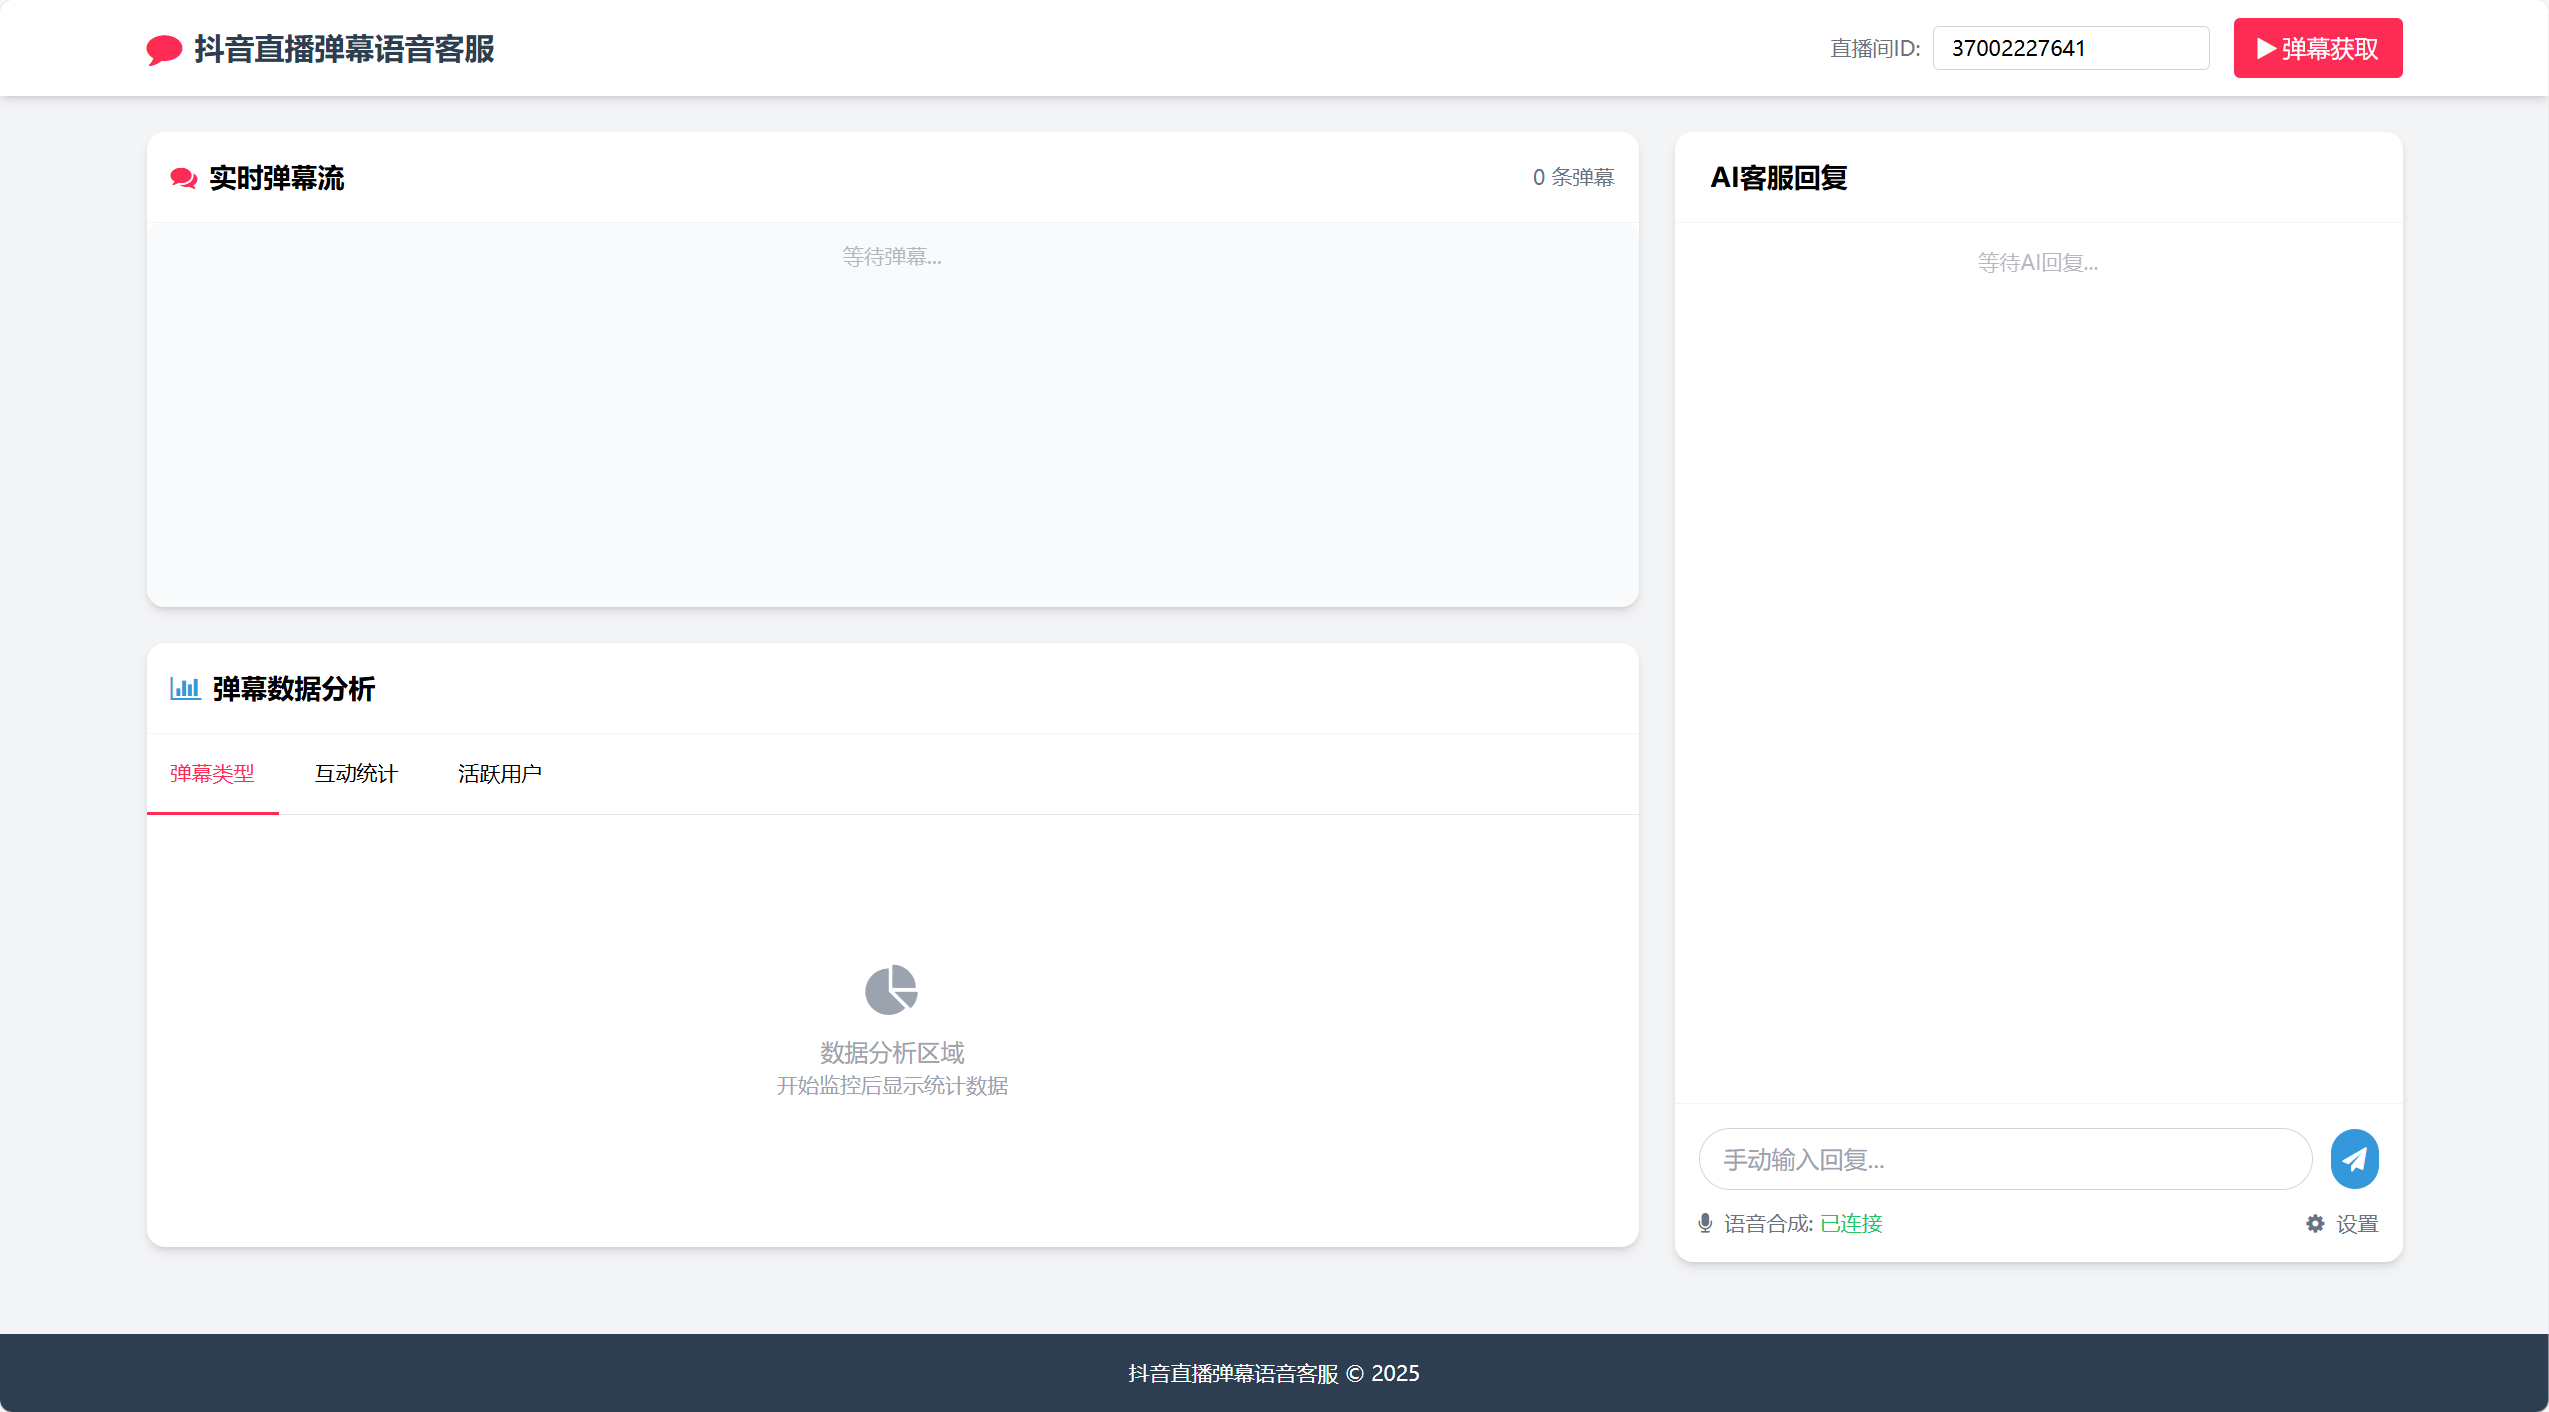 抖音直播弹幕语音客服
直播间ID: 37002227641 弹幕获取
实时弹幕流
0 条弹幕
等待弹幕...
弹幕数据分析
弹幕类型 互动统计 活跃用户
数据分析区域
开始监控后显示统计数据
AI客服回复
等待AI回复...
手动输入回复...
语音合成: 已连接
设置
抖音直播弹幕语音客服 © 2025